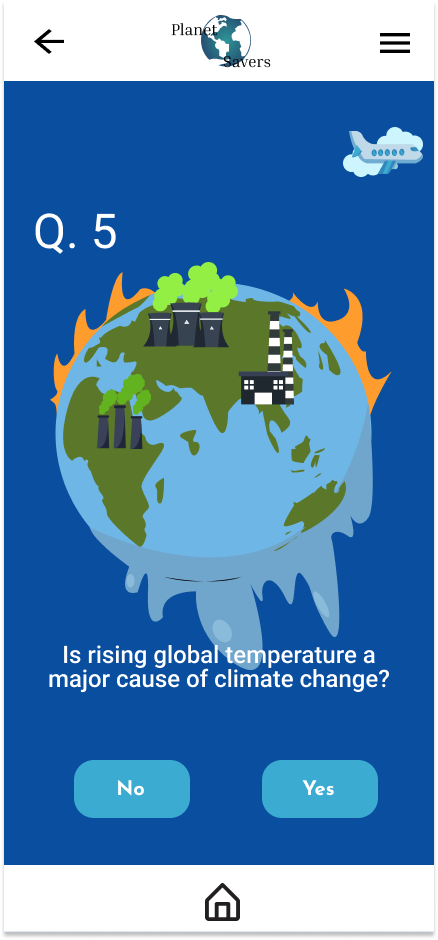 Planet
Savers
Q. 5
Is rising global temperature a
major cause of climate change?
No
Yes